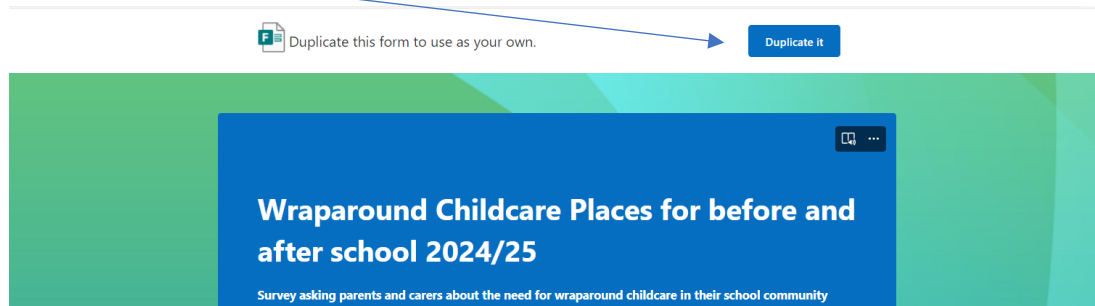 Duplicate this form to use as your own.
Duplicate it
Wraparound Childcare Places for before and
after school 2024/25
Survey asking parents and carers about the need for wraparound childcare in their school community